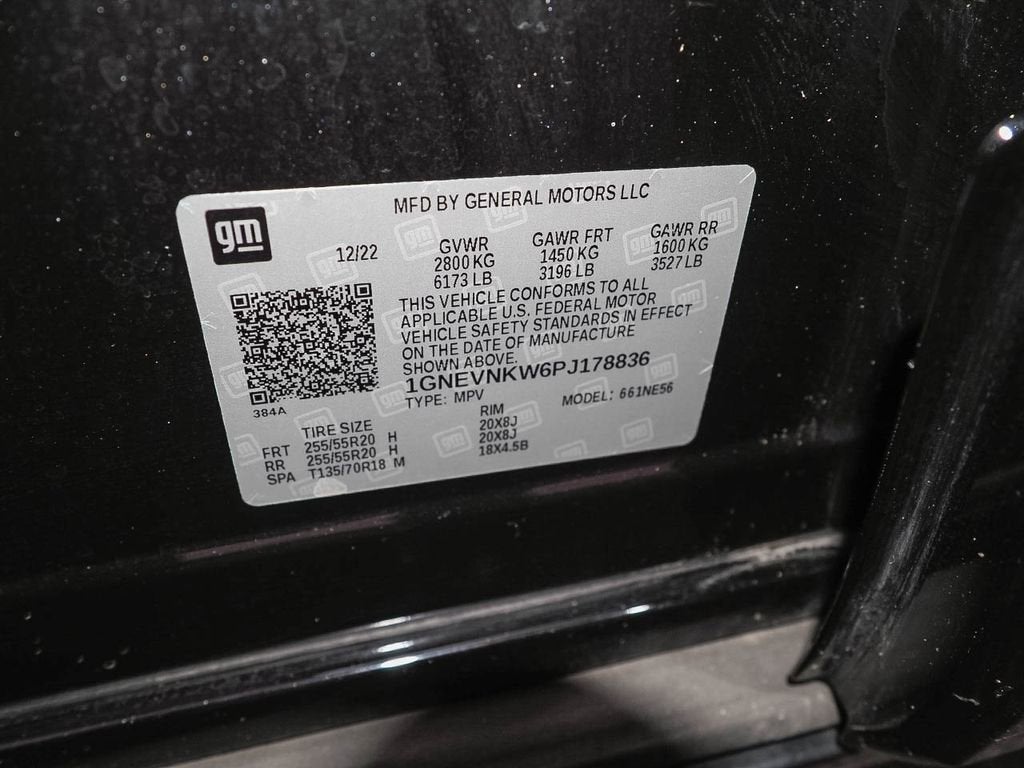 gm
MFD BY GENERAL MOTORS LLC
12/22
GVWR GAWR FRT GAWR RR
2800 KG 1450 KG 1600 KG
6173 LB 3196 LB 3527 LB
THIS VEHICLE CONFORMS TO ALL
APPLICABLE U.S. FEDERAL MOTOR
VEHICLE SAFETY STANDARDS IN EFFECT
ON THE DATE OF MANUFACTURE
SHOWN ABOVE.
1GNEVNKW6PJ178836
TYPE: MPV MODEL: 661NE56
384A
TIRE SIZE RIM
FRT 255/55R20 H 20X8J
RR 255/55R20 H 20X8J
SPA T135/70R18 M 18X4.5B